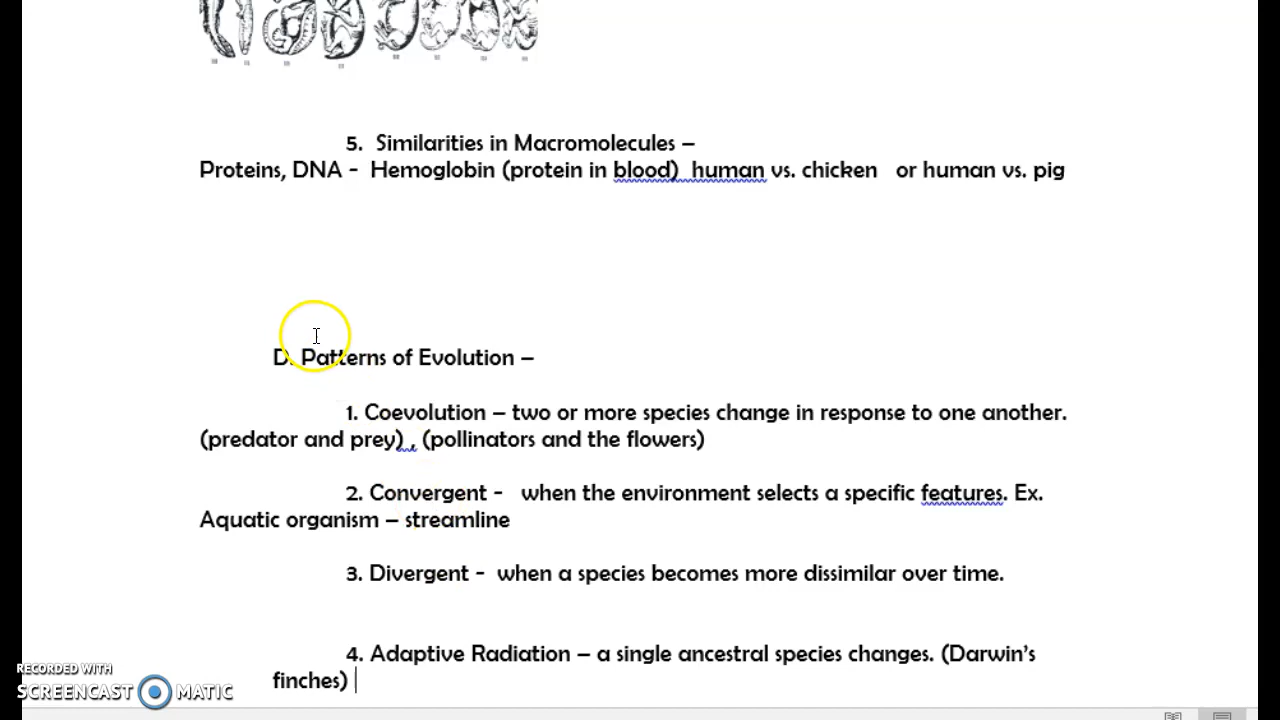 5. Similarities in Macromolecules –
Proteins, DNA - Hemoglobin (protein in blood) human vs. chicken or human vs. pig
D. Patterns of Evolution –
1. Coevolution – two or more species change in response to one another.
(predator and prey) , (pollinators and the flowers)
2. Convergent - when the environment selects a specific features. Ex.
Aquatic organism – streamline
3. Divergent - when a species becomes more dissimilar over time.
4. Adaptive Radiation – a single ancestral species changes. (Darwin's
finches)
RECORDED WITH
SCREENCAST MATIC